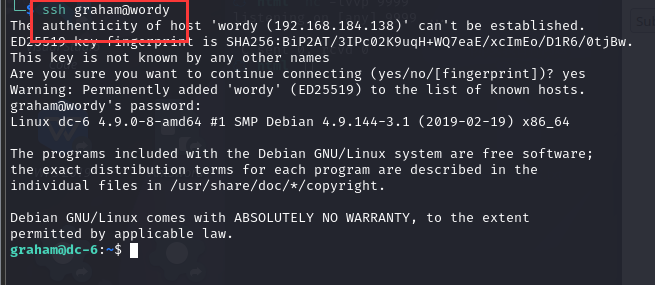 ssh graham@wordy
The authenticity of host 'wordy (192.168.184.138)' can't be established.
ED25519 key fingerprint is SHA256:BiP2AT/3IPc02K9uqH+WQ7eaE/xcImEo/D1R6/0tjBw.
This key is not known by any other names
Are you sure you want to continue connecting (yes/no/[fingerprint])? yes
Warning: Permanently added 'wordy' (ED25519) to the list of known hosts.
graham@wordy's password:
Linux dc-6 4.9.0-8-amd64 #1 SMP Debian 4.9.144-3.1 (2019-02-19) x86_64
The programs included with the Debian GNU/Linux system are free software;
the exact distribution terms for each program are described in the
individual files in /usr/share/doc/*/copyright.
Debian GNU/Linux comes with ABSOLUTELY NO WARRANTY, to the extent
permitted by applicable law.
graham@dc-6:~$